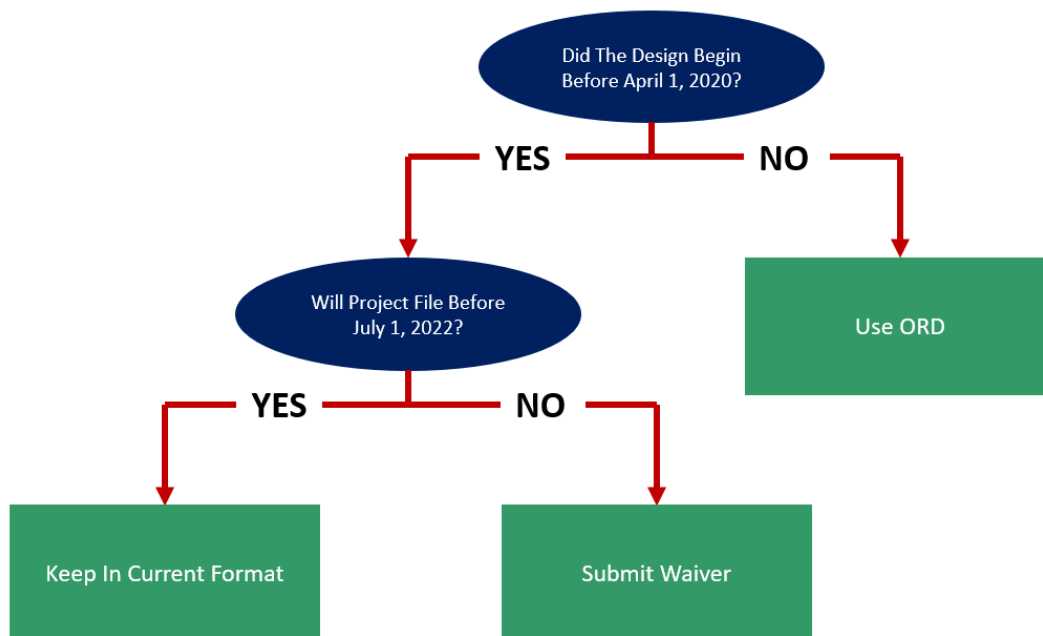 Did The Design Begin
Before April 1, 2020?
YES
NO
Will Project File Before
July 1, 2022?
Use ORD
YES
NO
Keep In Current Format
Submit Waiver